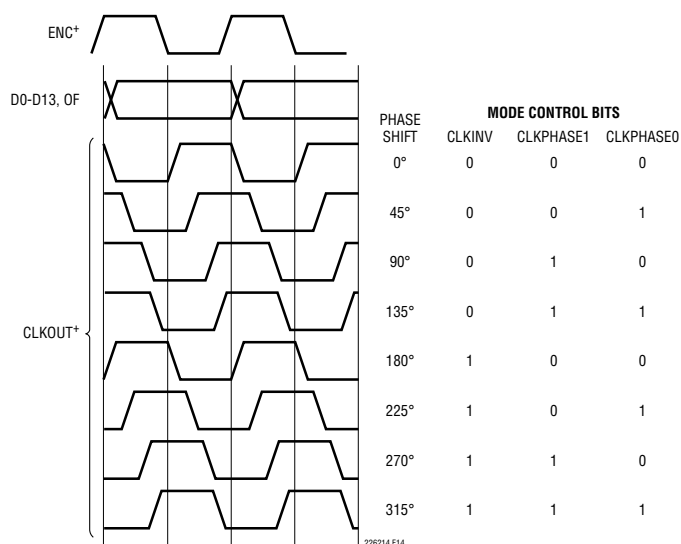 ENC+
D0-D13, OF
CLKOUT+
MODE CONTROL BITS
PHASE SHIFT CLKINV CLKPHASE1 CLKPHASE0
0° 0 0 0
45° 0 0 1
90° 0 1 0
135° 0 1 1
180° 1 0 0
225° 1 0 1
270° 1 1 0
315° 1 1 1
226214 F14